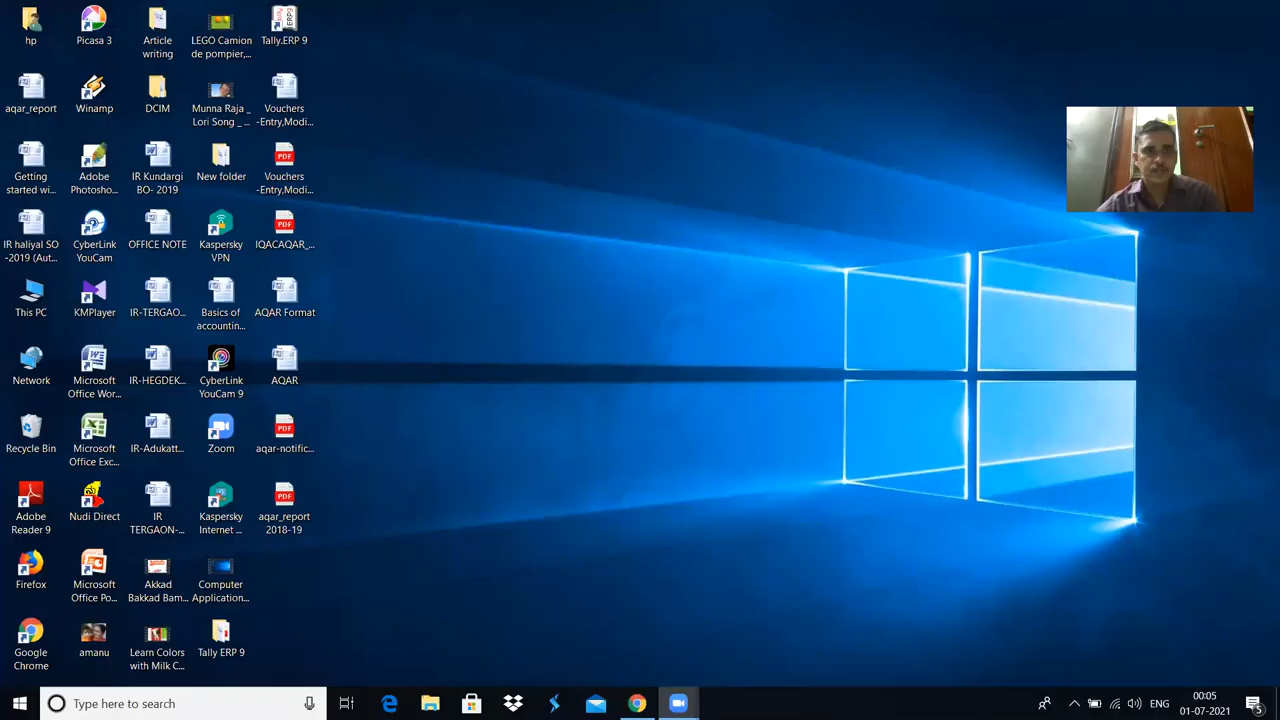 hp
Picasa 3
Article
writing
LEGO Camion
de pompier,...
Tally.ERP 9
aqar_report
Winamp
DCIM
Munna Raja _
Lori Song _ ...
Vouchers
-Entry,Modi...
Getting
started wi...
Adobe
Photosho...
IR Kundargi
BO- 2019
New folder
Vouchers
-Entry,Modi...
IR haliyal SO
-2019 (Aut...
CyberLink
YouCam
OFFICE NOTE
Kaspersky
VPN
IQACAQAR_...
This PC
KMPlayer
IR-TERGAO...
Basics of
accountin...
AQAR Format
Network
Microsoft
Office Wor...
IR-HEGDEK...
CyberLink
YouCam 9
AQAR
Recycle Bin
Microsoft
Office Exc...
IR-Adukatt...
Zoom
aqar-notific...
Adobe
Reader 9
Nudi Direct
IR
TERGAON-...
Kaspersky
Internet ...
aqar_report
2018-19
Firefox
Microsoft
Office Po...
Akkad
Bakkad Bam...
Computer
Application...
Google
Chrome
amanu
Learn Colors
with Milk C...
Tally ERP 9
Type here to search
ENG
00:05
01-07-2021
5